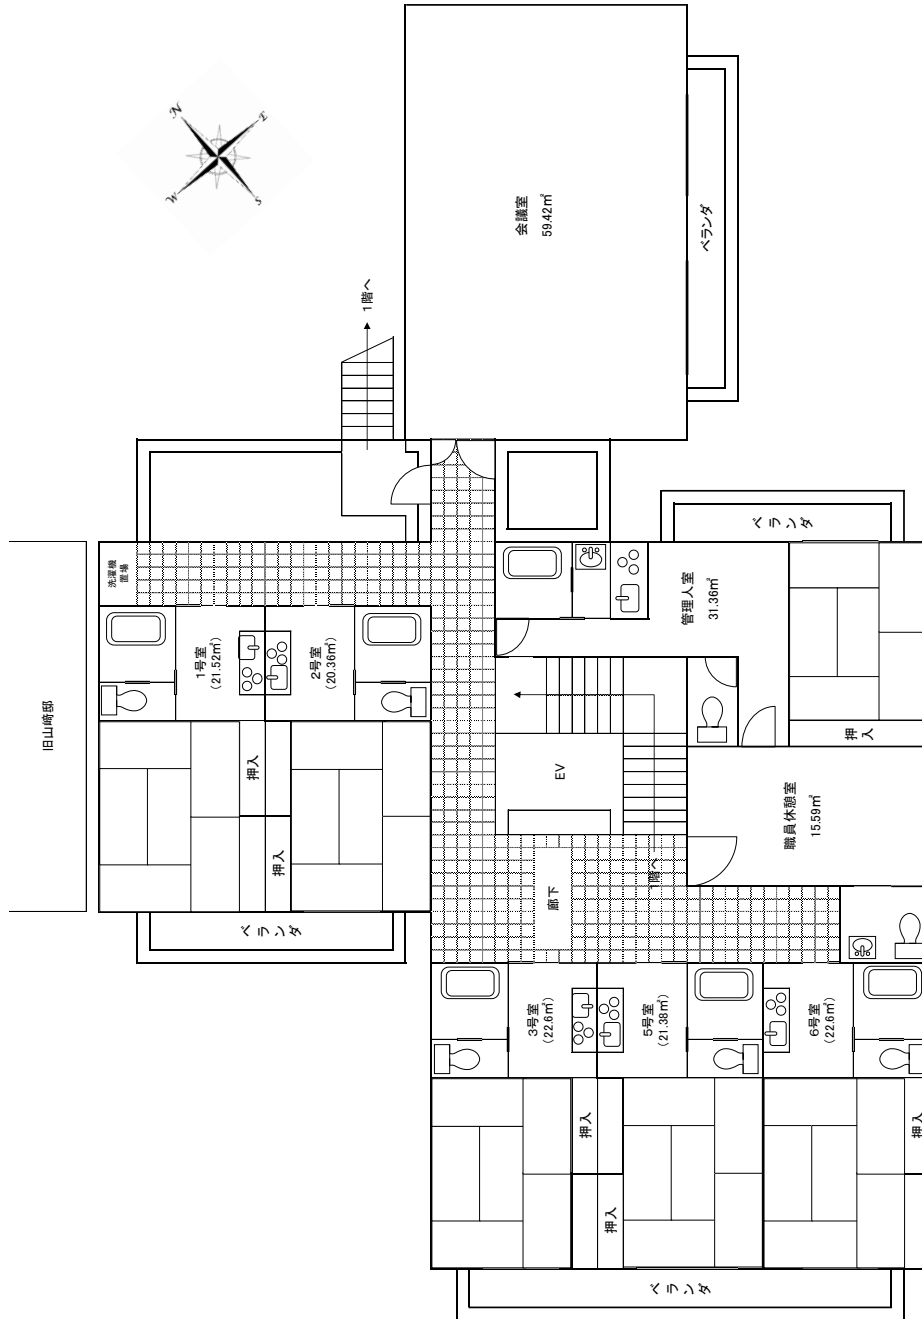 N
E
W
S
会議室
59.42㎡
ベランダ
1階へ
洗濯機
置場
ベランダ
管理人室
31.36㎡
1号室
(21.52㎡)
2号室
(20.36㎡)
旧山崎邸
押入
押入
押入
EV
職員休憩室
15.59㎡
1階へ
廊下
ベランダ
3号室
(22.6㎡)
5号室
(21.38㎡)
6号室
(22.6㎡)
押入
押入
押入
ベランダ